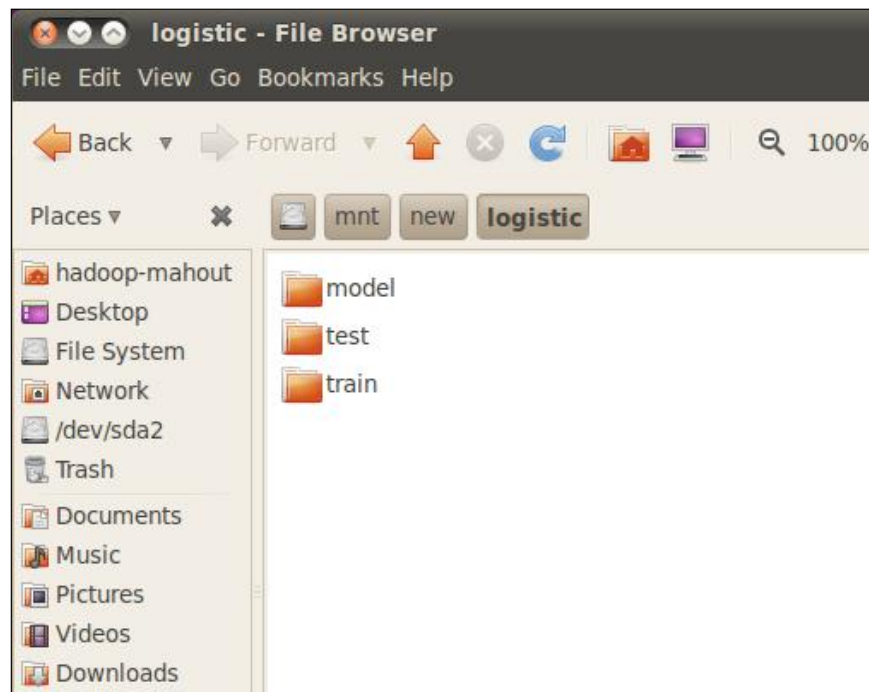 logistic - File Browser
File Edit View Go Bookmarks Help
Back Forward 100%
Places mnt new logistic
hadoop-mahout
Desktop
File System
Network
/dev/sda2
Trash
Documents
Music
Pictures
Videos
Downloads
model
test
train